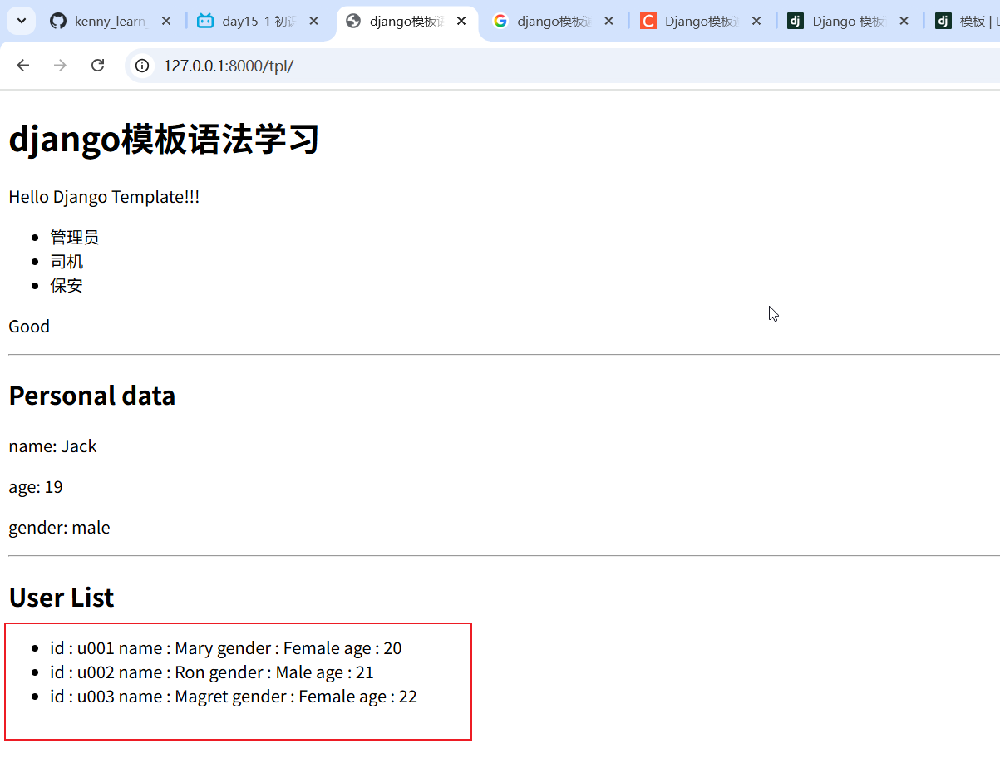 kenny_learn_ day15-1 初识 django模板语 django模板遍 Django模板遍 Django 模板 模板 |
127.0.0.1:8000/tpl/
django模板语法学习
Hello Django Template!!!
管理员
司机
保安
Good
Personal data
name: Jack
age: 19
gender: male
User List
id : u001 name : Mary gender : Female age : 20
id : u002 name : Ron gender : Male age : 21
id : u003 name : Magret gender : Female age : 22